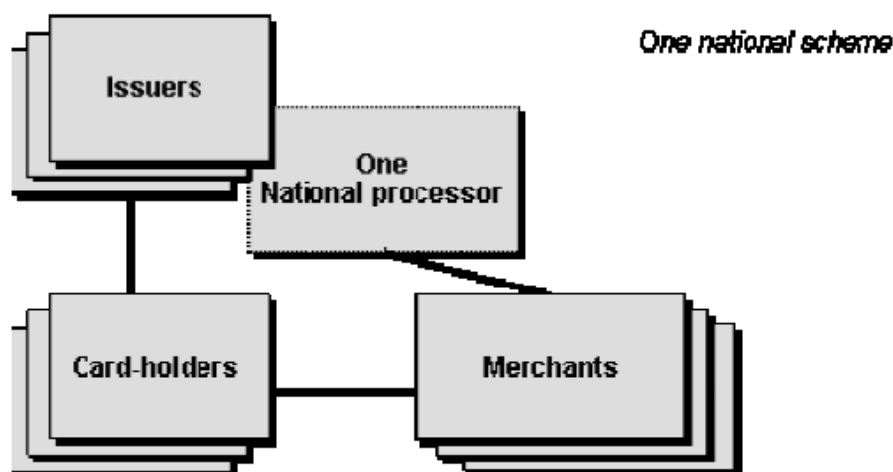 One national scheme
Issuers
One
National processor
Card-holders
Merchants